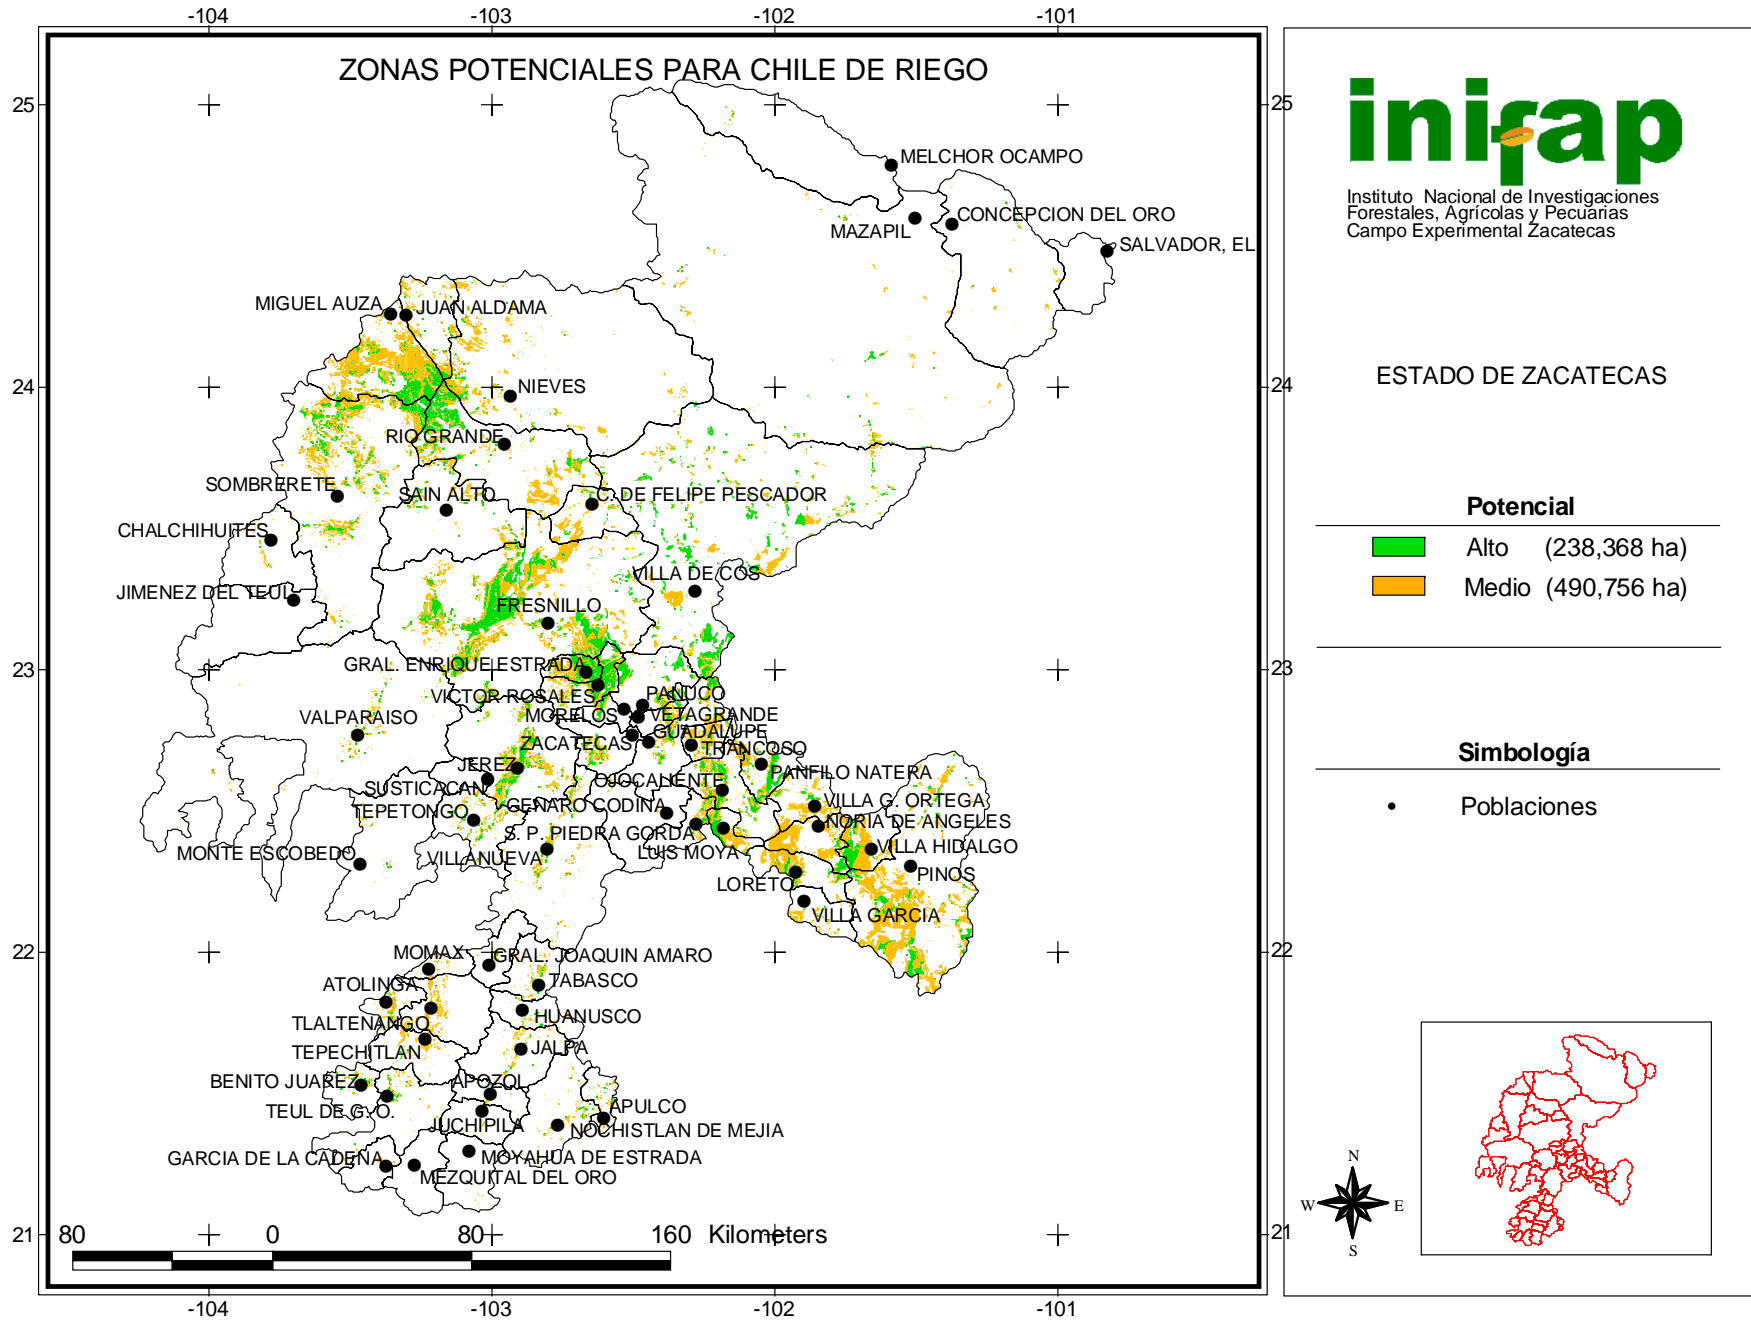 -104
-103
-102
-101
ZONAS POTENCIALES PARA CHILE DE RIEGO
25
25
MELCHOR OCAMPO
CONCEPCION DEL ORO
MAZAPIL
SALVADOR, EL
MIGUEL AUZA
JUAN ALDAMA
24
24
NIEVES
RIO GRANDE
SOMBRERETE
SAIN ALTO
C. DE FELIPE PESCADOR
CHALCHIHUITES
VILLA DE COS
JIMENEZ DEL TEUL
FRESNILLO
23
23
GRAL. ENRIQUE ESTRADA
VICTOR ROSALES
PANUCO
VALPARAISO
MORELOS
VETAGRANDE
GUADALUPE
ZACATECAS
TRANCOSO
JEREZ
PANFILO NATERA
SUSTICACAN
OJOCALIENTE
TEPETONGO
GENARO CODINA
VILLA G. ORTEGA
NORIA DE ANGELES
S. P. PIEDRA GORDA
VILLA HIDALGO
MONTE ESCOBEDO
VILLANUEVA
LUIS MOYA
PINOS
LORETO
VILLA GARCIA
22
22
MOMAX
GRAL. JOAQUIN AMARO
ATOLINGA
TABASCO
TLALTENANGO
HUANUSCO
TEPECHITLAN
JALPA
BENITO JUAREZ
APOZOL
TEUL DE G. O.
APULCO
JUCHIPILA
NOCHISTLAN DE MEJIA
GARCIA DE LA CADENA
MOYAHUA DE ESTRADA
MEZQUITAL DEL ORO
21
21
80 0 80 160 Kilometers
-104
-103
-102
-101
inifap
Instituto Nacional de Investigaciones
Forestales, Agrícolas y Pecuarias
Campo Experimental Zacatecas
ESTADO DE ZACATECAS
Potencial
Alto (238,368 ha)
Medio (490,756 ha)
Simbología
Poblaciones
N
W E
S